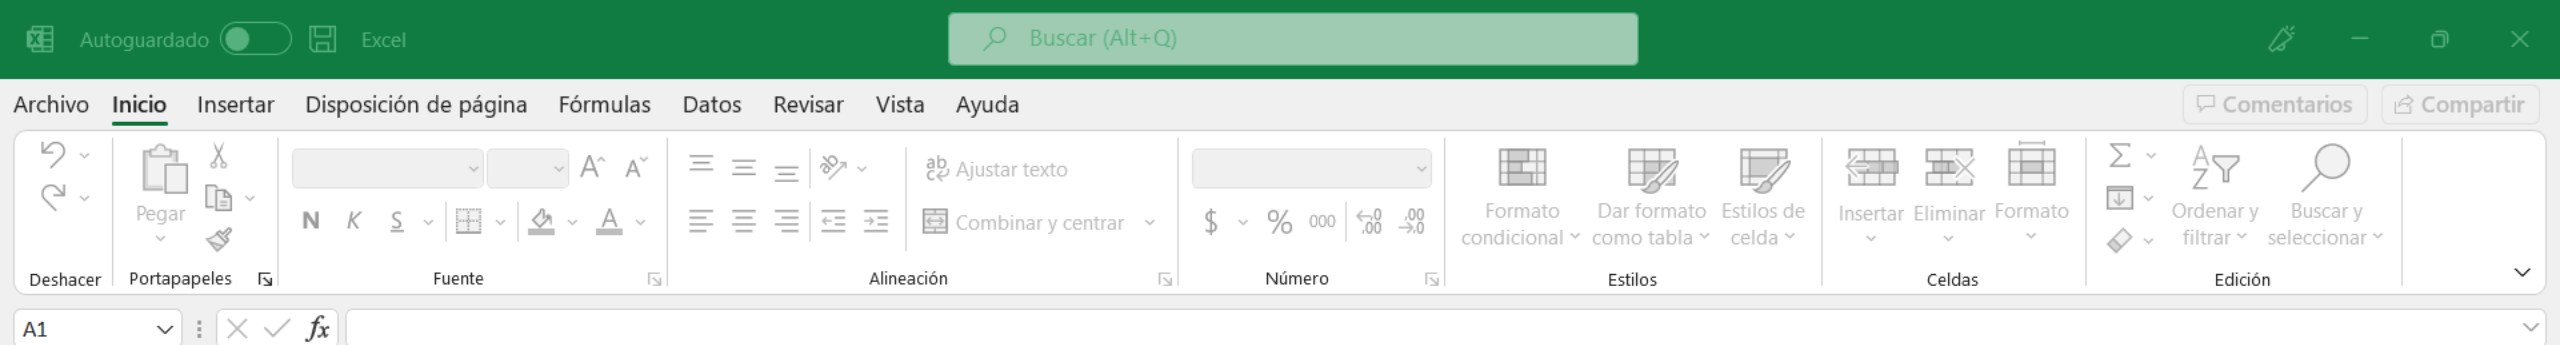 Autoguardado Excel Buscar (Alt+Q)
Archivo Inicio Insertar Disposición de página Fórmulas Datos Revisar Vista Ayuda Comentarios Compartir
Pegar
N K S A
Ajustar texto
Combinar y centrar
$ % 000
Formato condicional
Dar formato como tabla
Estilos de celda
Insertar Eliminar Formato
Ordenar y filtrar
Buscar y seleccionar
Deshacer Portapapeles Fuente Alineación Número Estilos Celdas Edición
A1 fx